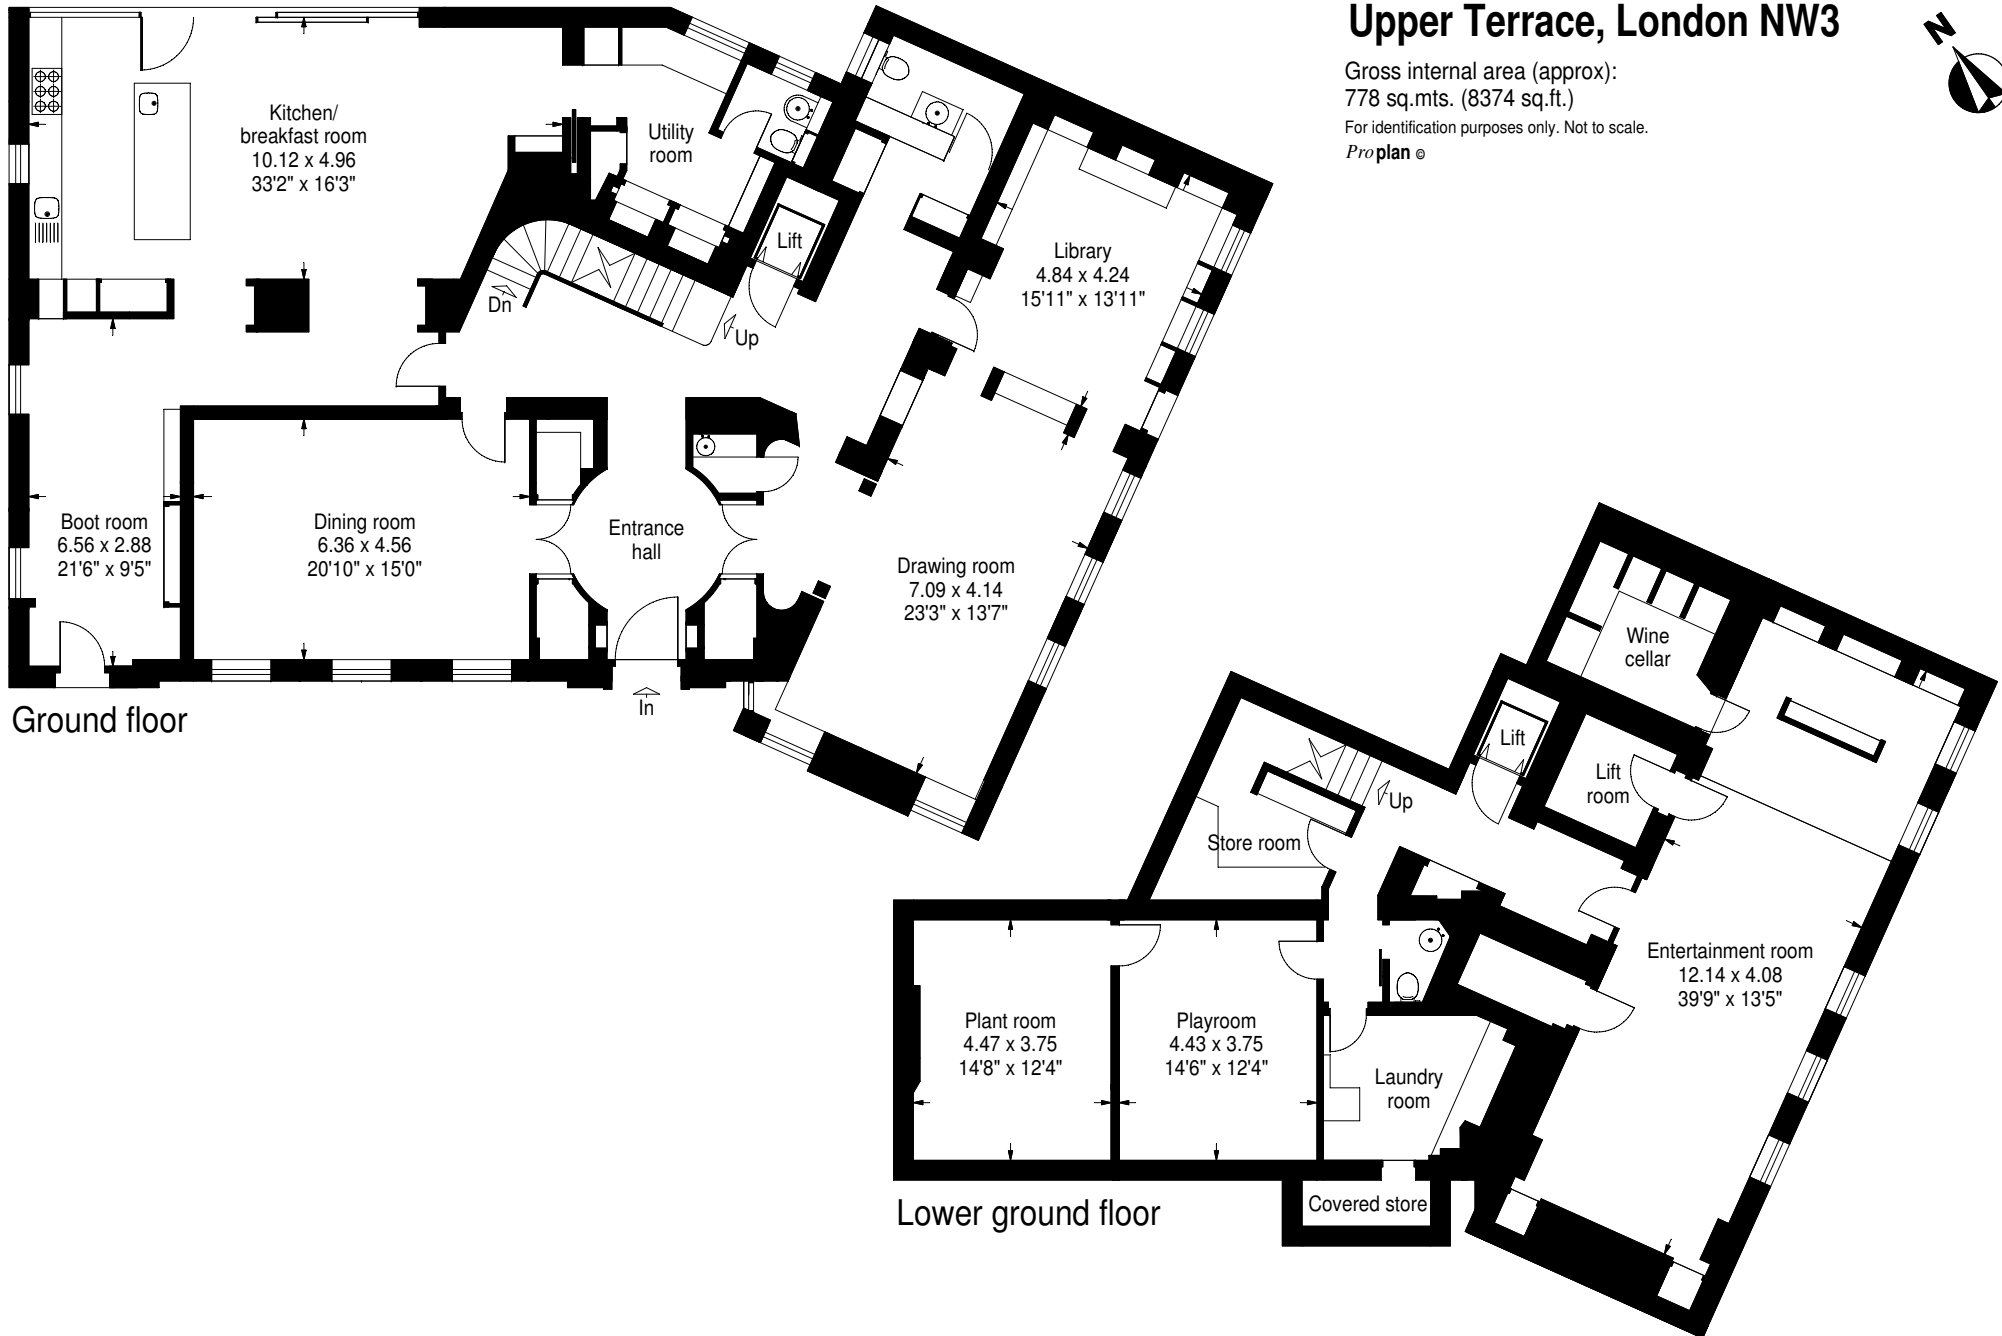 Upper Terrace, London NW3
N
Gross internal area (approx):
778 sq.mts. (8374 sq.ft.)
For identification purposes only. Not to scale.
Proplan ©
Kitchen/
breakfast room
10.12 x 4.96
33'2" x 16'3"
Utility
room
Lift
Library
4.84 x 4.24
15'11" x 13'11"
Dn
Up
Boot room
6.56 x 2.88
21'6" x 9'5"
Dining room
6.36 x 4.56
20'10" x 15'0"
Entrance
hall
Drawing room
7.09 x 4.14
23'3" x 13'7"
In
Ground floor
Wine
cellar
Lift
Lift
room
Up
Store room
Entertainment room
12.14 x 4.08
39'9" x 13'5"
Plant room
4.47 x 3.75
14'8" x 12'4"
Playroom
4.43 x 3.75
14'6" x 12'4"
Laundry
room
Covered store
Lower ground floor